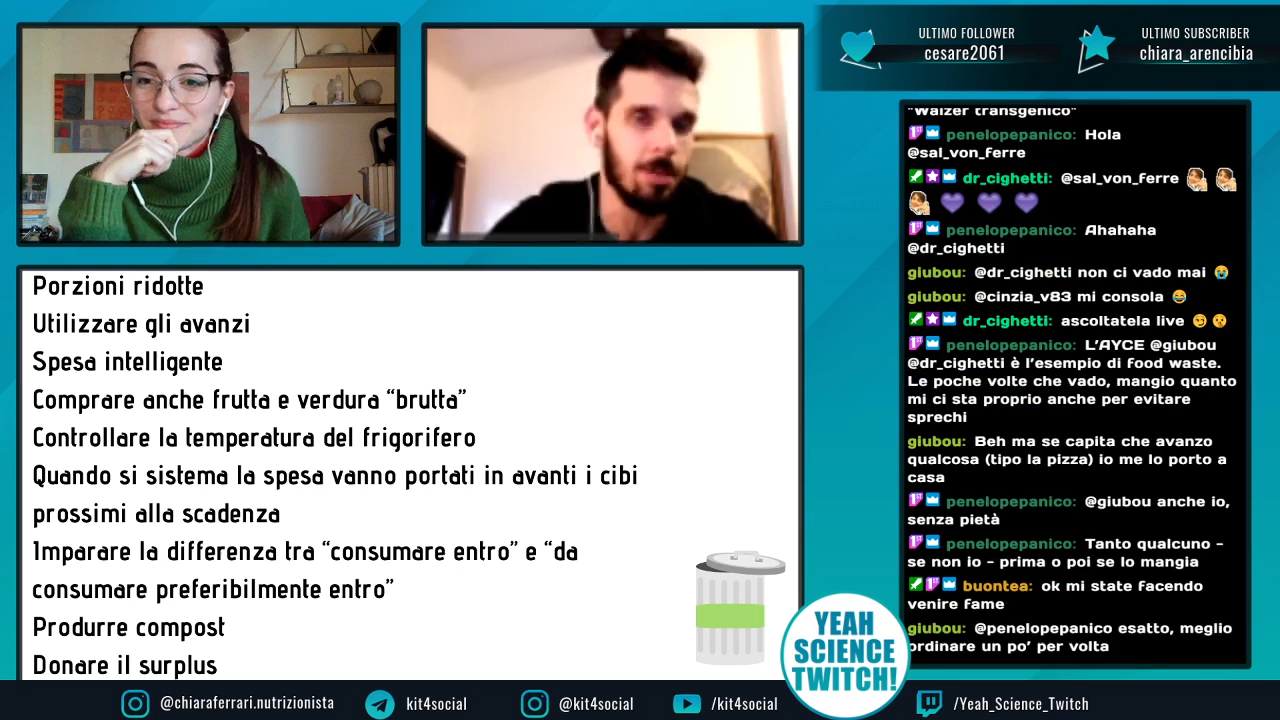 ULTIMO FOLLOWER
cesare2061
ULTIMO SUBSCRIBER
chiara_arencibia
Porzioni ridotte
Utilizzare gli avanzi
Spesa intelligente
Comprare anche frutta e verdura “brutta”
Controllare la temperatura del frigorifero
Quando si sistema la spesa vanno portati in avanti i cibi
prossimi alla scadenza
Imparare la differenza tra “consumare entro” e “da
consumare preferibilmente entro”
Produrre compost
Donare il surplus
"Walzer transgenico"
penelopepanico: Hola
@sal_von_ferre
dr_cighetti: @sal_von_ferre
penelopepanico: Ahahaha
@dr_cighetti
giubou: @dr_cighetti non ci vado mai 😭
giubou: @cinzia_v83 mi consola 😂
dr_cighetti: ascoltatela live 😏 😗
penelopepanico: L’AYCE @giubou
@dr_cighetti è l’esempio di food waste.
Le poche volte che vado, mangio quanto
mi ci sta proprio anche per evitare
sprechi
giubou: Beh ma se capita che avanzo
qualcosa (tipo la pizza) io me lo porto a
casa
penelopepanico: @giubou anche io,
senza pietà
penelopepanico: Tanto qualcuno -
se non io - prima o poi se lo mangia
buontea: ok mi state facendo
venire fame
giubou: @penelopepanico esatto, meglio
ordinare un po’ per volta
YEAH
SCIENCE
TWITCH!
@chiaraferrari.nutrizionista
kit4social
@kit4social
/kit4social
/Yeah_Science_Twitch